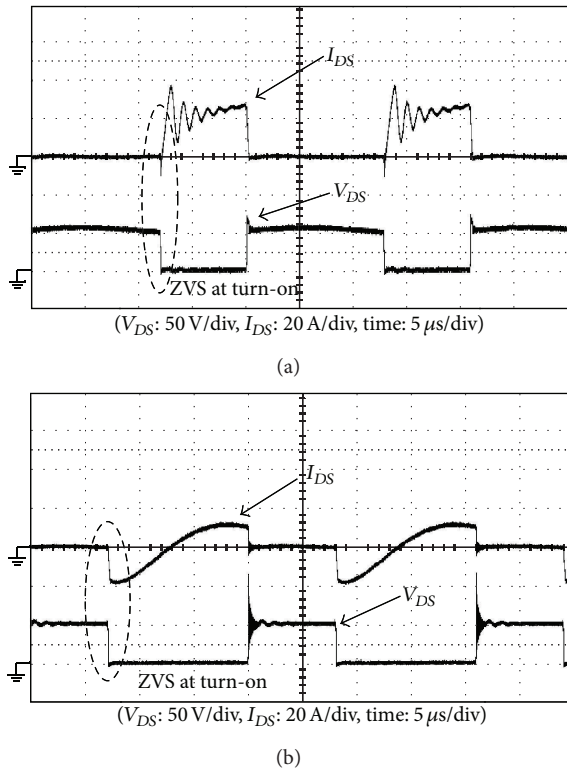 I_DS
V_DS
ZVS at turn-on
(V_DS: 50 V/div, I_DS: 20 A/div, time: 5 μs/div)
(a)
I_DS
V_DS
ZVS at turn-on
(V_DS: 50 V/div, I_DS: 20 A/div, time: 5 μs/div)
(b)